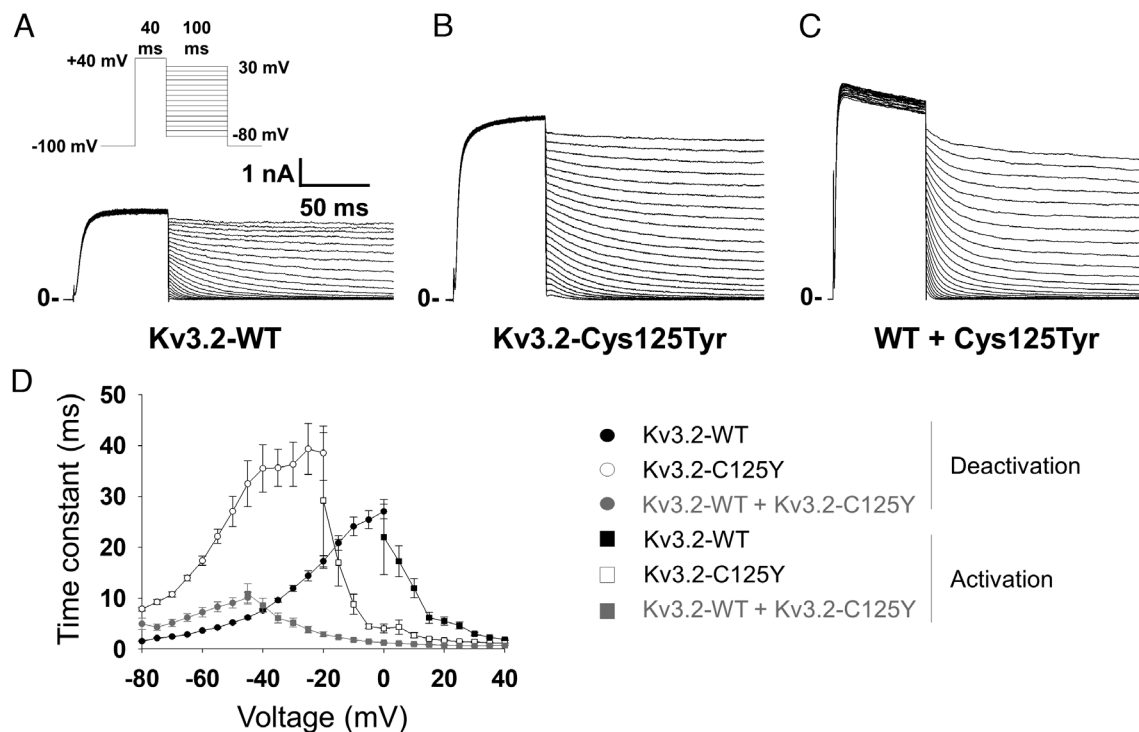 A
40
ms
100
ms
+40 mV
30 mV
-80 mV
-100 mV
1 nA
50 ms
0-
Kv3.2-WT
B
0-
Kv3.2-Cys125Tyr
C
0-
WT + Cys125Tyr
D
Time constant (ms)
50
40
30
20
10
0
-80
-60
-40
-20
0
20
40
Voltage (mV)
Kv3.2-WT
Kv3.2-C125Y
Kv3.2-WT + Kv3.2-C125Y
Deactivation
Kv3.2-WT
Kv3.2-C125Y
Kv3.2-WT + Kv3.2-C125Y
Activation